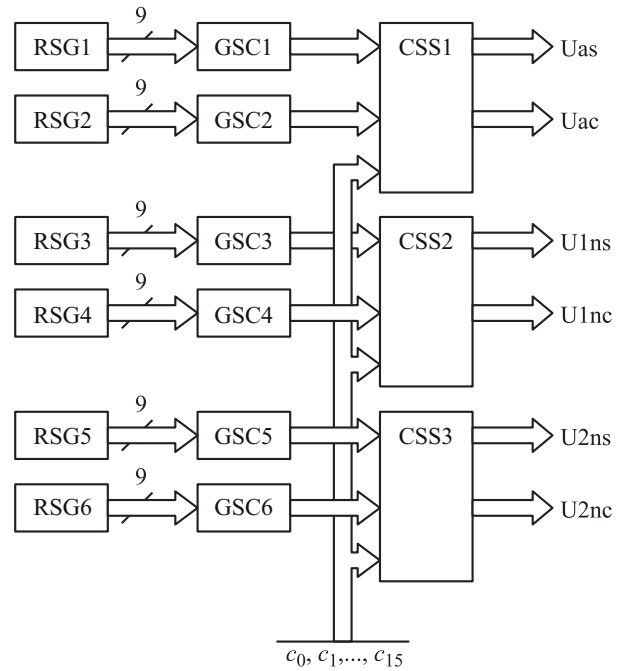 9
RSG1 GSC1 CSS1 Uas
9
RSG2 GSC2 Uac
9
RSG3 GSC3 CSS2 U1ns
9
RSG4 GSC4 U1nc
9
RSG5 GSC5 CSS3 U2ns
9
RSG6 GSC6 U2nc
c₀, c₁,..., c₁₅